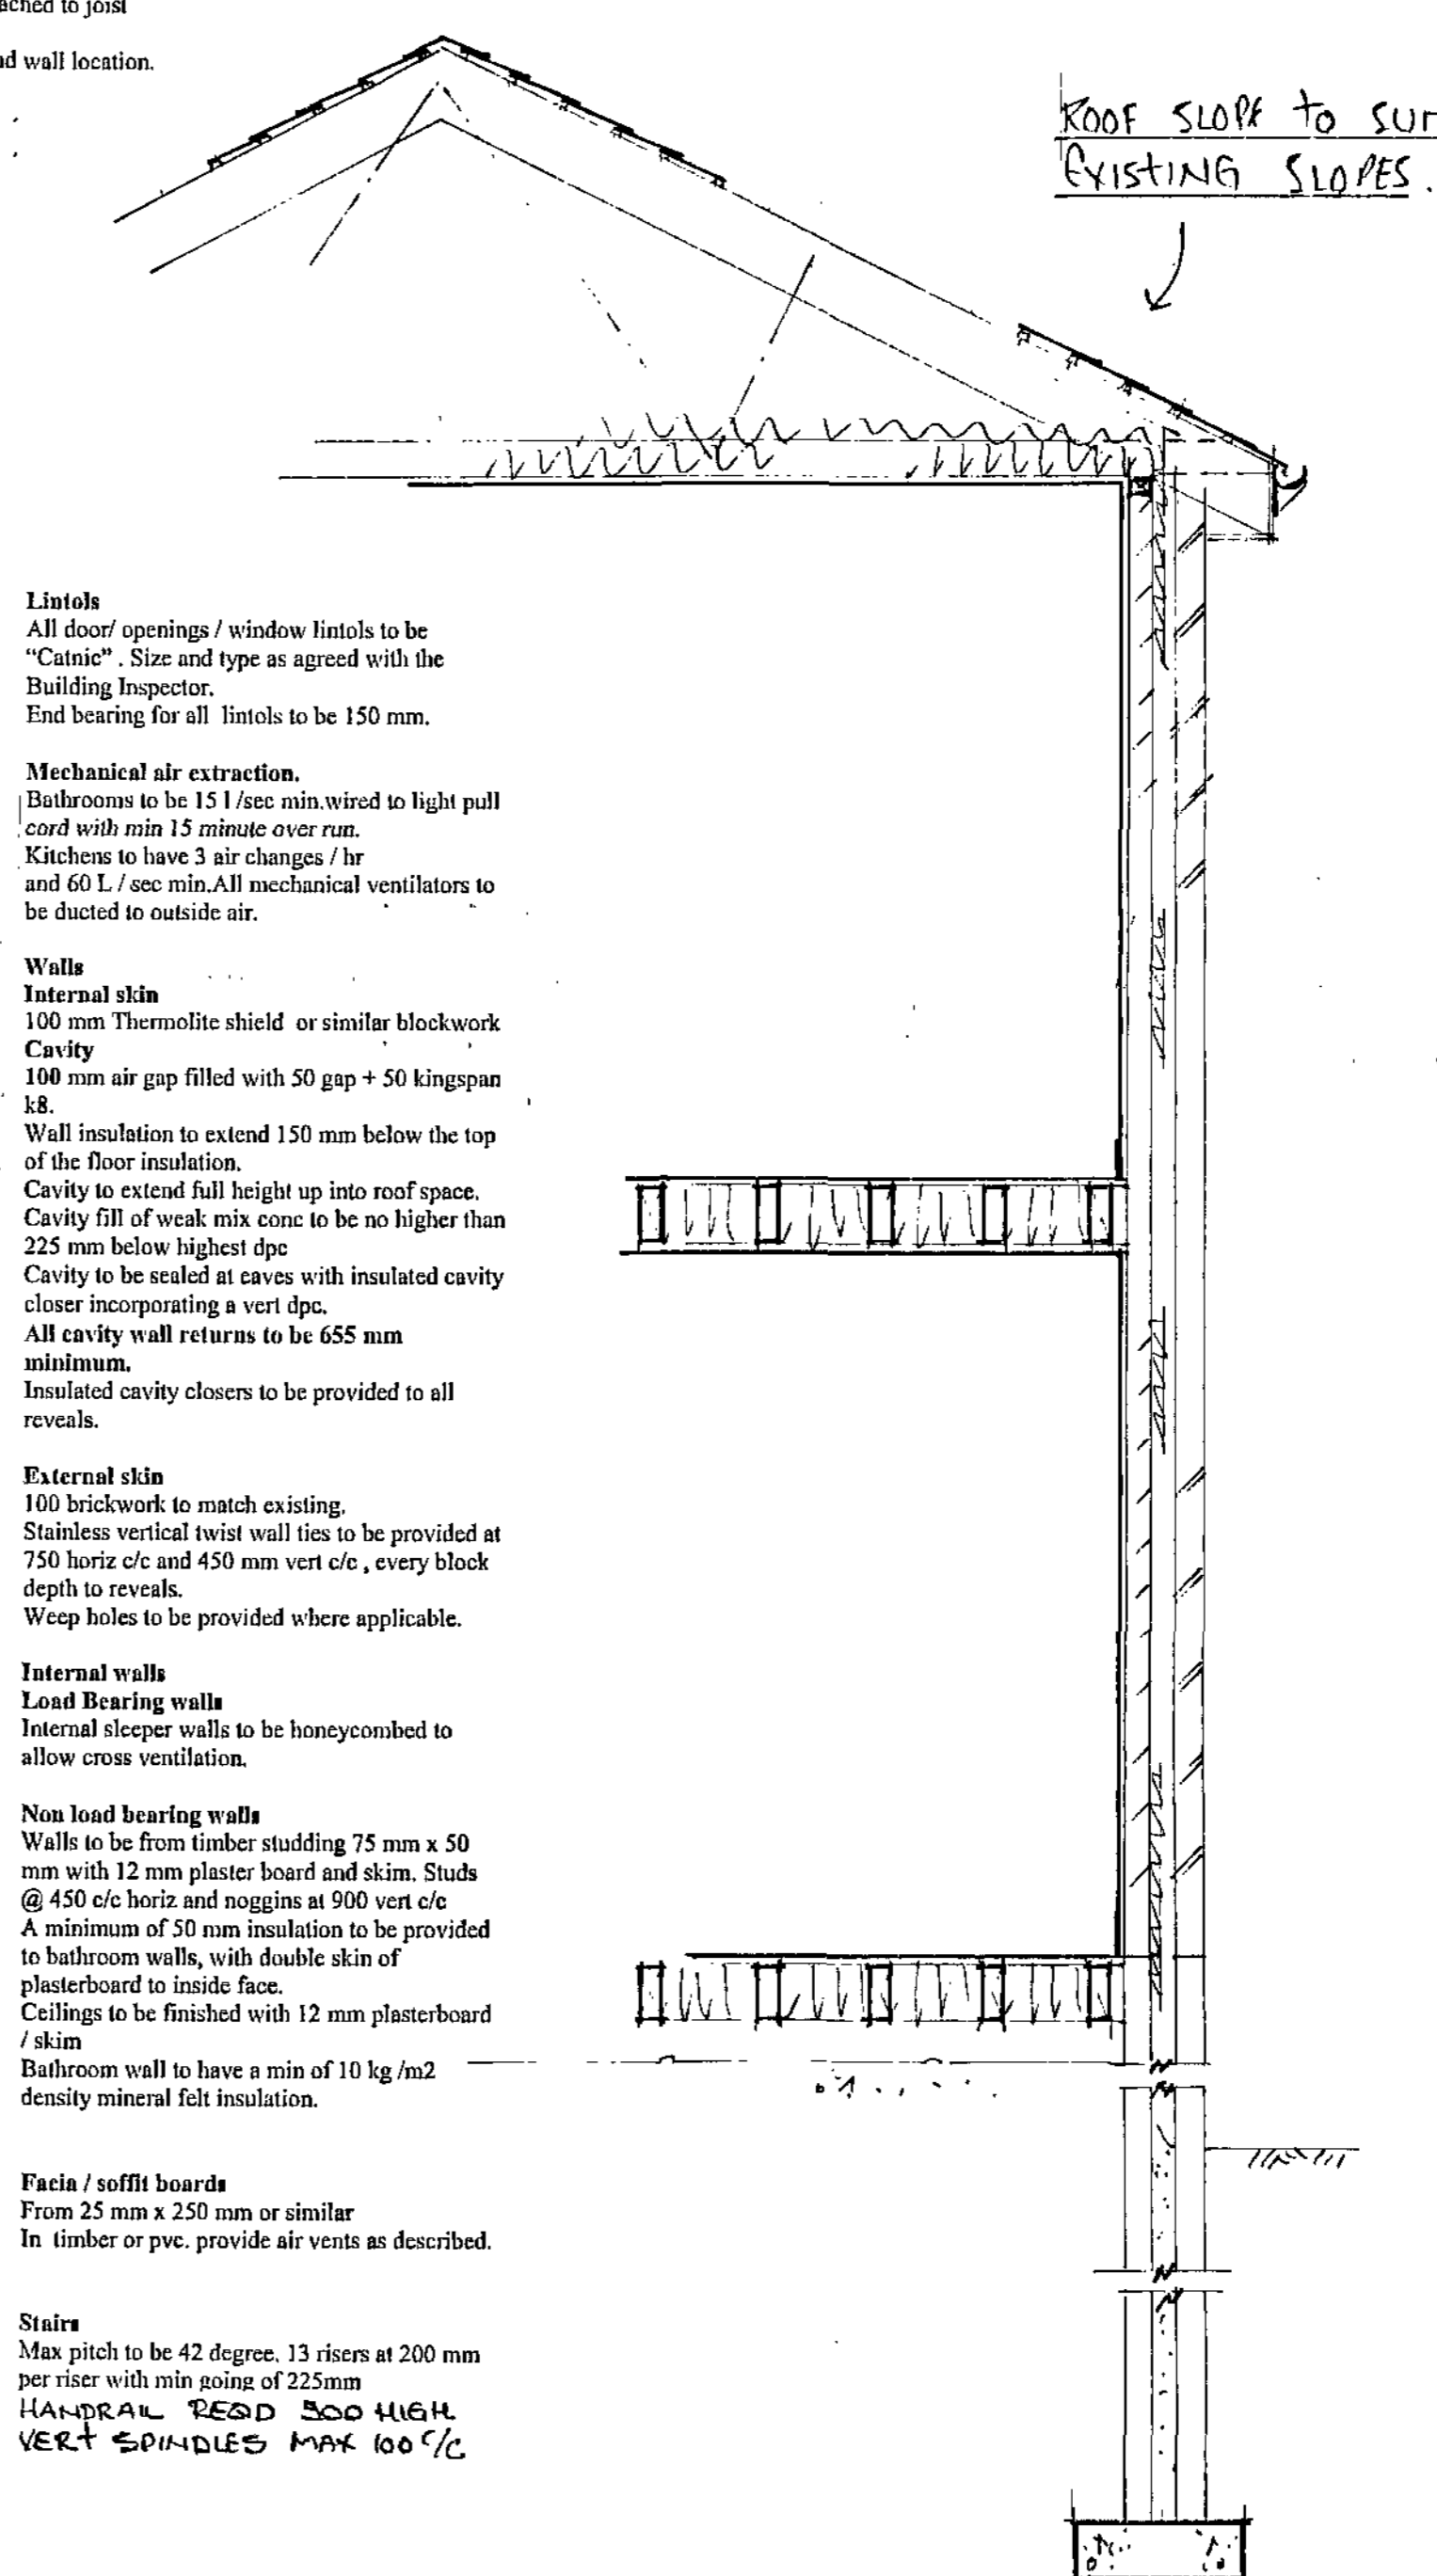 ached to joist
nd wall location.
ROOF SLOPE to SUIT
EXISTING SLOPES.
Lintols
All door/ openings / window lintols to be
“Catnic” . Size and type as agreed with the
Building Inspector.
End bearing for all lintols to be 150 mm.
Mechanical air extraction.
Bathrooms to be 15 l /sec min.wired to light pull
cord with min 15 minute over run.
Kitchens to have 3 air changes / hr
and 60 L / sec min.All mechanical ventilators to
be ducted to outside air.
Walls
Internal skin
100 mm Thermolite shield or similar blockwork
Cavity
100 mm air gap filled with 50 gap + 50 kingspan
k8.
Wall insulation to extend 150 mm below the top
of the floor insulation.
Cavity to extend full height up into roof space.
Cavity fill of weak mix conc to be no higher than
225 mm below highest dpc
Cavity to be sealed at eaves with insulated cavity
closer incorporating a vert dpc.
All cavity wall returns to be 655 mm
minimum.
Insulated cavity closers to be provided to all
reveals.
External skin
100 brickwork to match existing.
Stainless vertical twist wall ties to be provided at
750 horiz c/c and 450 mm vert c/c , every block
depth to reveals.
Weep holes to be provided where applicable.
Internal walls
Load Bearing walls
Internal sleeper walls to be honeycombed to
allow cross ventilation.
Non load bearing walls
Walls to be from timber studding 75 mm x 50
mm with 12 mm plaster board and skim. Studs
@ 450 c/c horiz and noggins at 900 vert c/c
A minimum of 50 mm insulation to be provided
to bathroom walls, with double skin of
plasterboard to inside face.
Ceilings to be finished with 12 mm plasterboard
/ skim
Bathroom wall to have a min of 10 kg /m2
density mineral felt insulation.
Facia / soffit boards
From 25 mm x 250 mm or similar
In timber or pvc. provide air vents as described.
Stairs
Max pitch to be 42 degree. 13 risers at 200 mm
per riser with min going of 225mm
HANDRAIL REQD 900 HIGH
VERT SPINDLES MAX 100 C/C